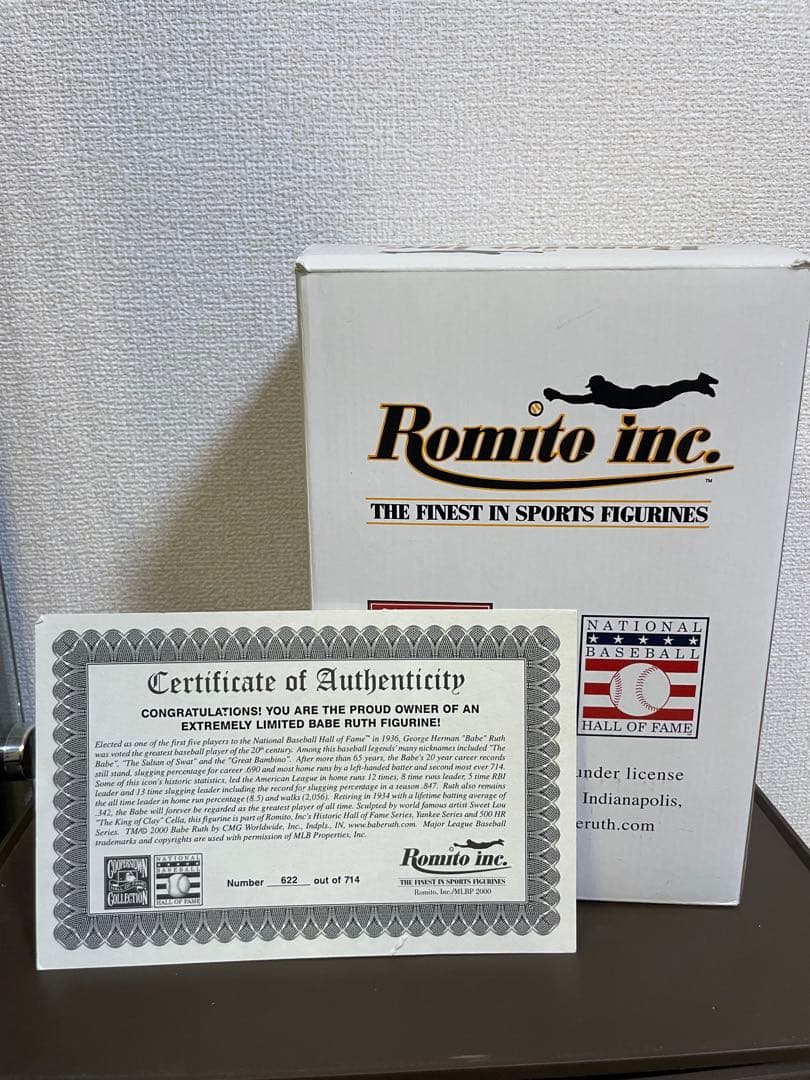 Romito inc.
TM
THE FINEST IN SPORTS FIGURINES
NATIONAL
BASEBALL
HALL OF FAME
under license
Indianapolis,
eruth.com
Certificate of Authenticity
CONGRATULATIONS! YOU ARE THE PROUD OWNER OF AN
EXTREMELY LIMITED BABE RUTH FIGURINE!
Elected as one of the first five players to the National Baseball Hall of Fame™ in 1936, George Herman "Babe" Ruth
was voted the greatest baseball player of the 20th century. Among this baseball legends' many nicknames included "The
Babe", "The Sultan of Swat" and the "Great Bambino". After more than 65 years, the Babe's 20 year career records
still stand, slugging percentage for career .690 and most home runs by a left-handed batter and second most ever 714.
Some of this icon's historic statistics, led the American League in home runs 12 times, 8 time runs leader, 5 time RBI
leader and 13 time slugging leader including the record for slugging percentage in a season .847. Ruth also remains
the all time leader in home run percentage (8.5) and walks (2,056). Retiring in 1934 with a lifetime batting average of
.342, the Babe will forever be regarded as the greatest player of all time. Sculpted by world famous artist Sweet Lou
"The King of Clay" Cella, this figurine is part of Romito, Inc's Historic Hall of Fame Series, Yankee Series and 500 HR
Series. TM/© 2000 Babe Ruth by CMG Worldwide, Inc., Indpls., IN, www.baberuth.com. Major League Baseball
trademarks and copyrights are used with permission of MLB Properties, Inc.
COOPERSTOWN
COLLECTION
NATIONAL
BASEBALL
HALL OF FAME
Number 622 out of 714
Romito inc.
THE FINEST IN SPORTS FIGURINES
Romito, Inc./MLBP 2000